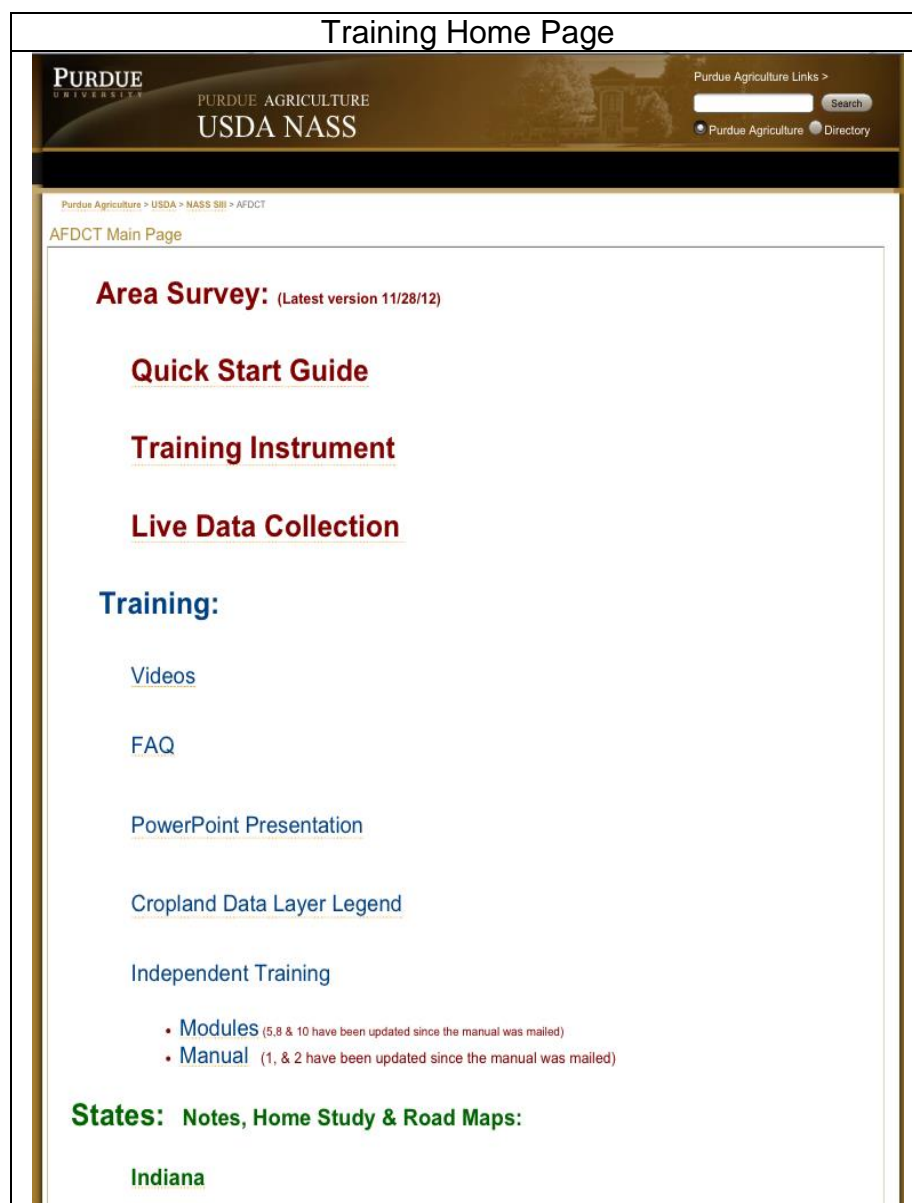 Training Home Page
PURDUE
UNIVERSITY
PURDUE AGRICULTURE
USDA NASS
Purdue Agriculture Links >
Search
Purdue Agriculture Directory
Purdue Agriculture > USDA > NASS SIII > AFDCT
AFDCT Main Page
Area Survey: (Latest version 11/28/12)
Quick Start Guide
Training Instrument
Live Data Collection
Training:
Videos
FAQ
PowerPoint Presentation
Cropland Data Layer Legend
Independent Training
• Modules (5,8 & 10 have been updated since the manual was mailed)
• Manual (1, & 2 have been updated since the manual was mailed)
States: Notes, Home Study & Road Maps:
Indiana